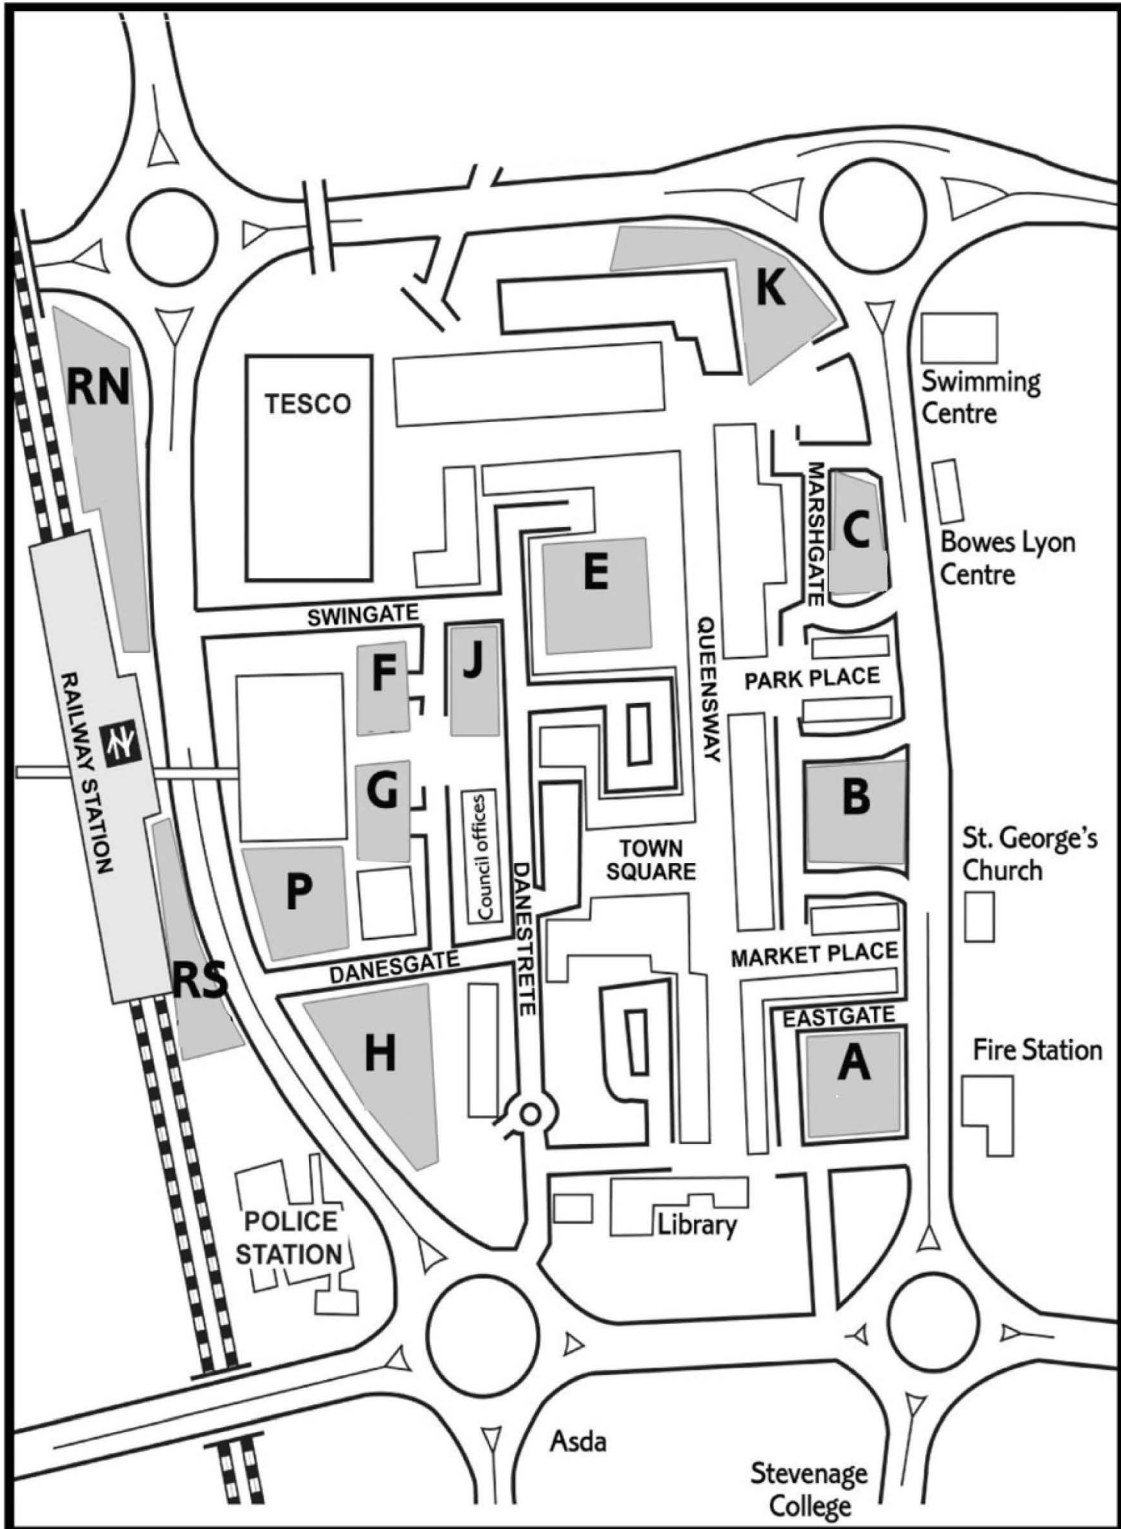 K
RN
TESCO
Swimming
Centre
MARSHGATE
C
Bowes Lyon
Centre
E
SWINGATE
F
J
QUEENSWAY
PARK PLACE
RAILWAY STATION
G
B
Council offices
TOWN
SQUARE
St. George's
Church
P
DANESTRETE
MARKET PLACE
DANESGATE
RS
EASTGATE
H
A
Fire Station
POLICE
STATION
Library
Asda
Stevenage
College